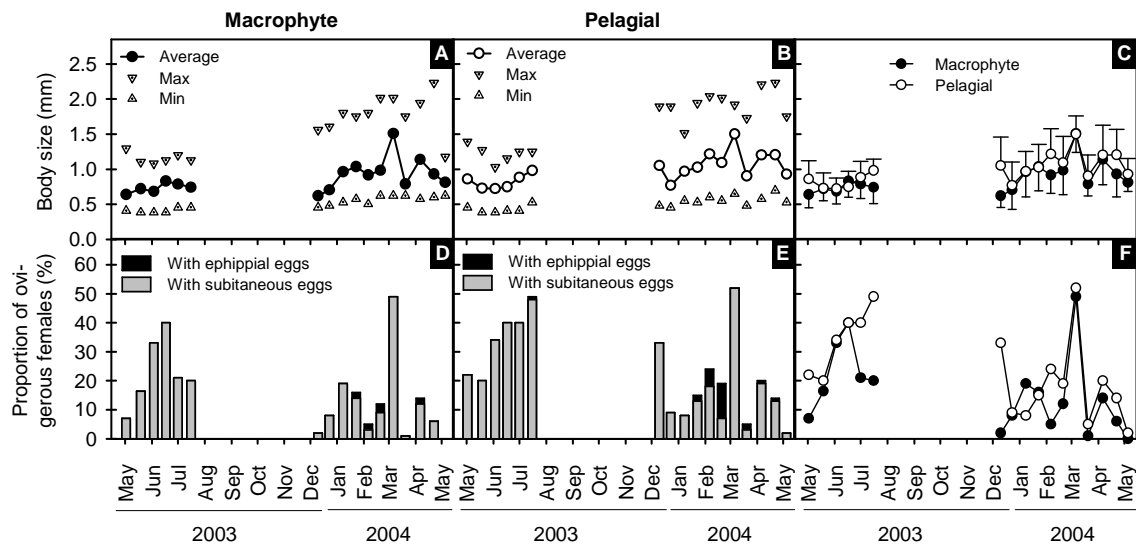 Macrophyte
Pelagial
A
B
C
Average
Max
Min
Average
Max
Min
Macrophyte
Pelagial
Body size (mm)
2.5
2.0
1.5
1.0
0.5
0.0
D
E
F
With ephippial eggs
With subitaneous eggs
With ephippial eggs
With subitaneous eggs
Proportion of ovi-
gerous females (%)
60
50
40
30
20
10
0
May Jun Jul Aug Sep Oct Nov Dec Jan Feb Mar Apr May
May Jun Jul Aug Sep Oct Nov Dec Jan Feb Mar Apr May
May Jun Jul Aug Sep Oct Nov Dec Jan Feb Mar Apr May
2003 2004 2003 2004 2003 2004